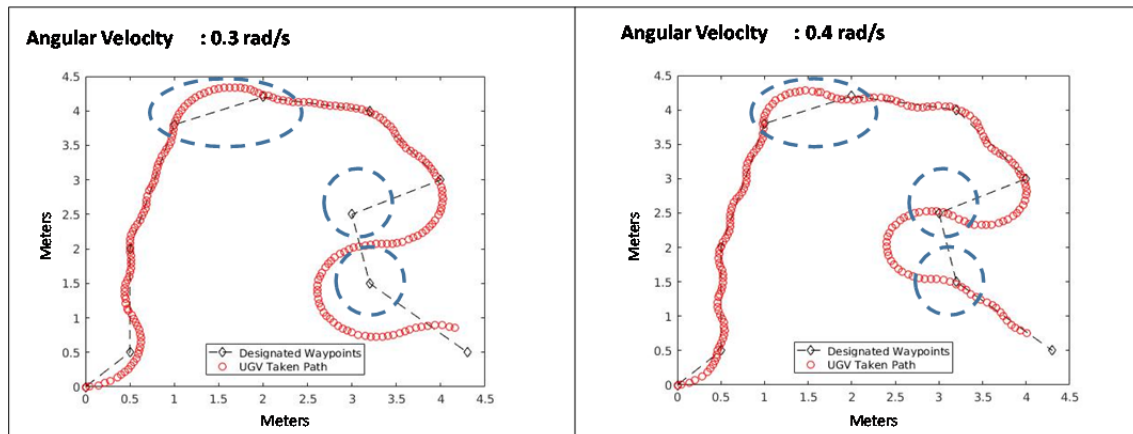 Angular Velocity : 0.3 rad/s
4.5
4
3.5
3
2.5
2
1.5
1
0.5
0
Meters
Designated Waypoints
UGV Taken Path
0 0.5 1 1.5 2 2.5 3 3.5 4 4.5
Meters
Angular Velocity : 0.4 rad/s
4.5
4
3.5
3
2.5
2
1.5
1
0.5
0
Meters
Designated Waypoints
UGV Taken Path
0 0.5 1 1.5 2 2.5 3 3.5 4 4.5
Meters